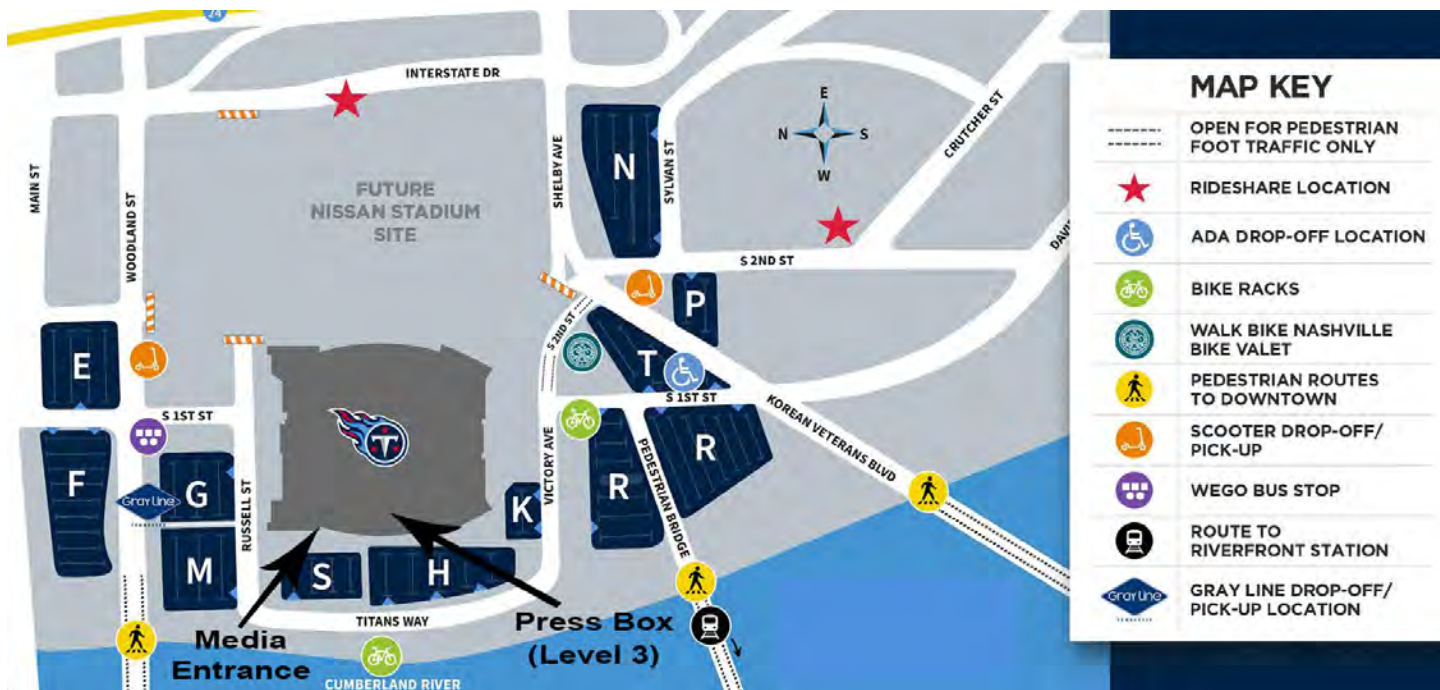 24
INTERSTATE DR
MAIN ST
WOODLAND ST
FUTURE
NISSAN STADIUM
SITE
SHELBY AVE
N
SYLVAN ST
E
N
S
W
CRUTCHER ST
S 2ND ST
E
S 1ST ST
F
GrayLine
G
M
RUSSELL ST
T
S 2ND ST
P
T
S 1ST ST
KOREAN VETERANS BLVD
VICTORY AVE
K
R
R
PEDESTRIAN BRIDGE
S
H
TITANS WAY
Media
Entrance
Press Box
(Level 3)
CUMBERLAND RIVER
MAP KEY
OPEN FOR PEDESTRIAN
FOOT TRAFFIC ONLY
RIDESHARE LOCATION
ADA DROP-OFF LOCATION
BIKE RACKS
WALK BIKE NASHVILLE
BIKE VALET
PEDESTRIAN ROUTES
TO DOWNTOWN
SCOOTER DROP-OFF/
PICK-UP
WEGO BUS STOP
ROUTE TO
RIVERFRONT STATION
GrayLine
GRAY LINE DROP-OFF/
PICK-UP LOCATION